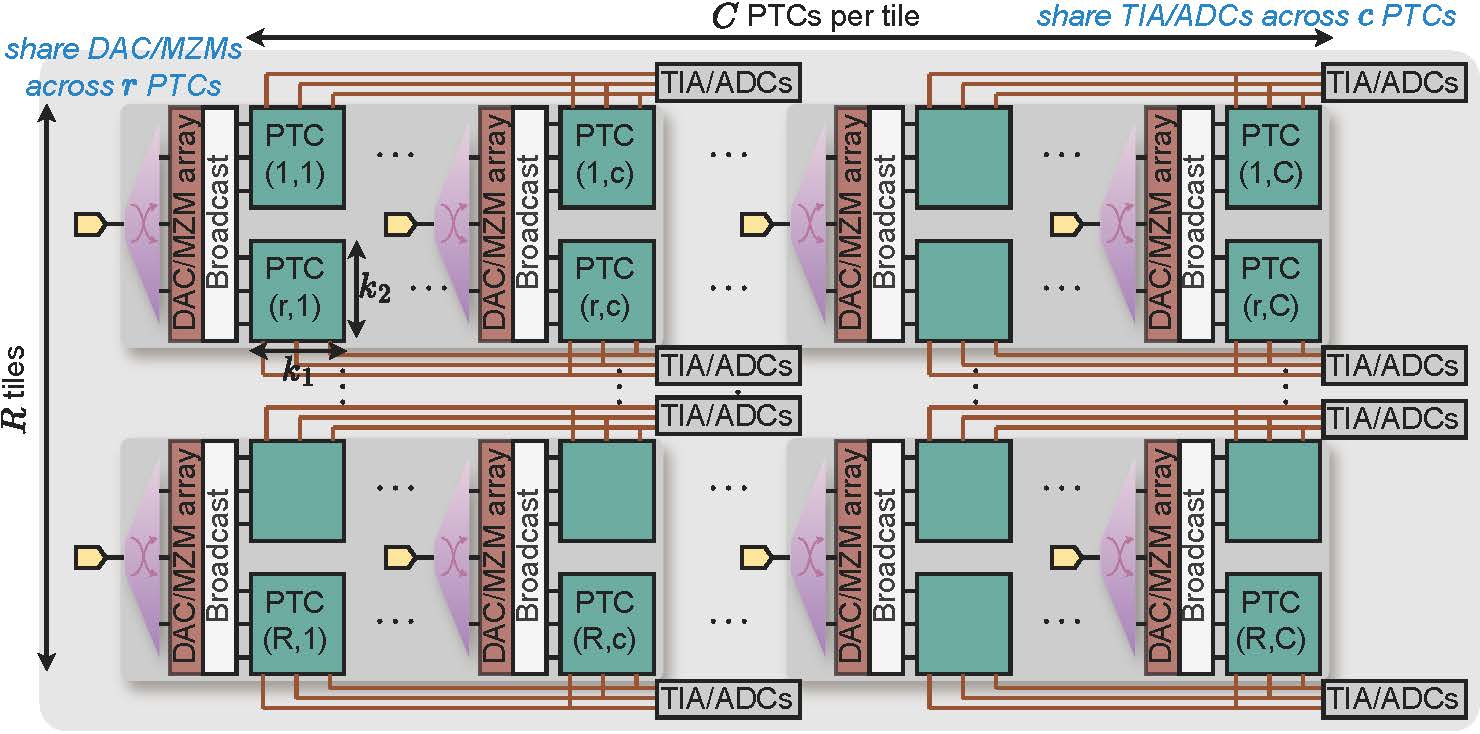 C PTCs per tile
share TIA/ADCs across c PTCs
share DAC/MZMs
across r PTCs
TIA/ADCs
TIA/ADCs
R tiles
DAC/MZM array
Broadcast
PTC
(1,1)
...
DAC/MZM array
Broadcast
PTC
(1,c)
...
DAC/MZM array
Broadcast
...
DAC/MZM array
Broadcast
PTC
(1,C)
PTC
(r,1)
k2
...
PTC
(r,c)
...
...
PTC
(r,C)
k1
TIA/ADCs
TIA/ADCs
TIA/ADCs
TIA/ADCs
DAC/MZM array
Broadcast
...
DAC/MZM array
Broadcast
...
DAC/MZM array
Broadcast
...
DAC/MZM array
Broadcast
PTC
(R,1)
...
PTC
(R,c)
...
...
PTC
(R,C)
TIA/ADCs
TIA/ADCs